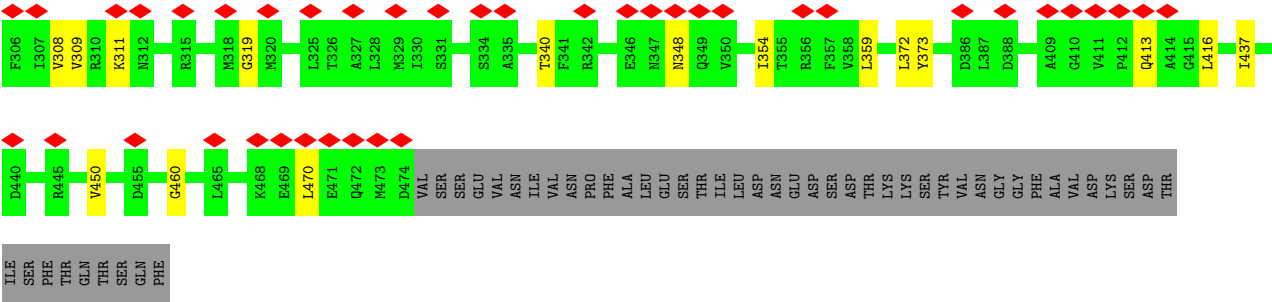 F306 I307 V308 V309 R310 K311 N312 R315 M318 G319 M320 L325 T326 A327 L328 M329 I330 S331 S334 A335 T340 F341 R342 E346 N347 N348 Q349 V350 I354 T355 R356 F357 V358 L359 L372 Y373 D386 L387 D388 A409 G410 V411 P412 Q413 A414 G415 L416 I437
D440 R445 V450 D455 G460 L465 K468 E469 L470 E471 Q472 M473 D474 VAL SER SER GLU VAL ASN ILE VAL ASN PRO PHE ALA LEU GLU SER THR ILE LEU ASP ASN GLU ASP SER ASP THR LYS LYS SER TYR VAL ASN GLY GLY PHE ALA VAL ASP LYS SER ASP THR
ILE SER PHE THR GLN THR SER GLN PHE